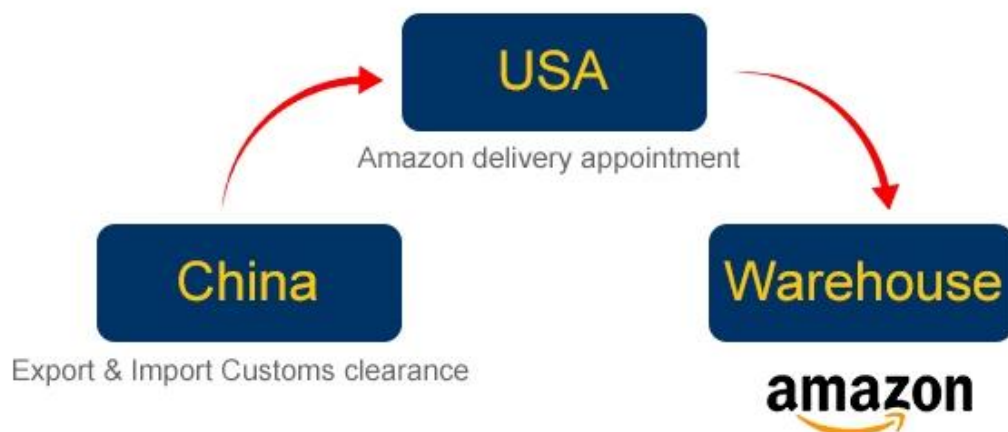 USA
Amazon delivery appointment
China
Warehouse
Export & Import Customs clearance
amazon